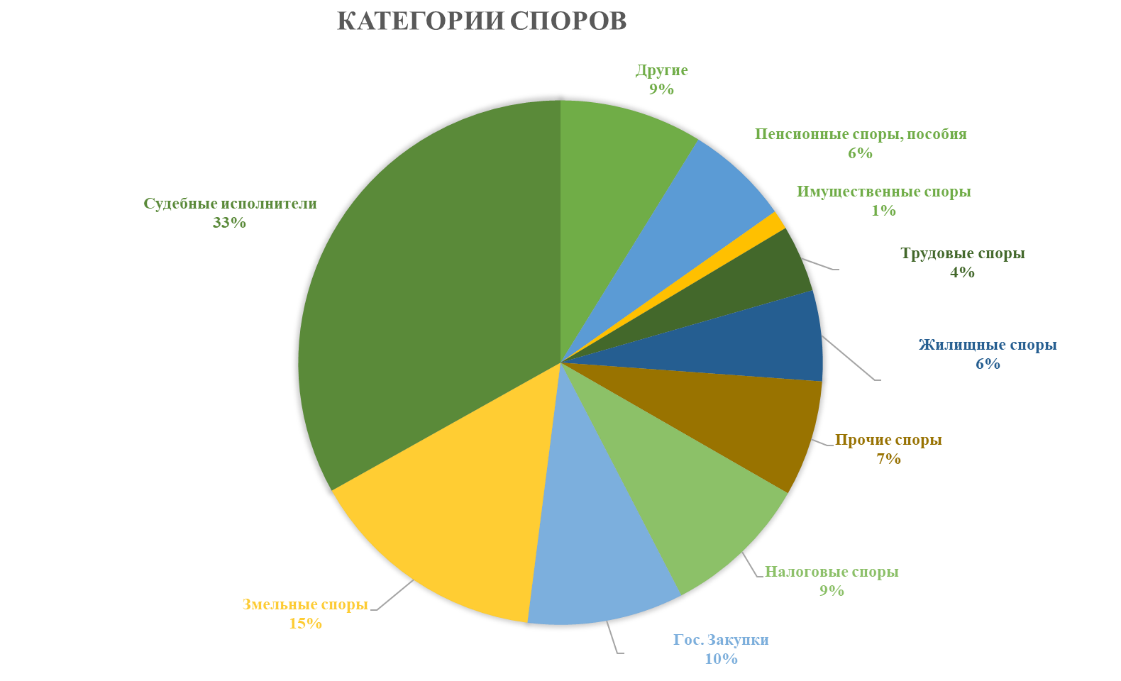 КАТЕГОРИИ СПОРОВ
Другие
9%
Пенсионные споры, пособия
6%
Имущественные споры
1%
Трудовые споры
4%
Жилищные споры
6%
Прочие споры
7%
Налоговые споры
9%
Гос. Закупки
10%
Змельные споры
15%
Судебные исполнители
33%